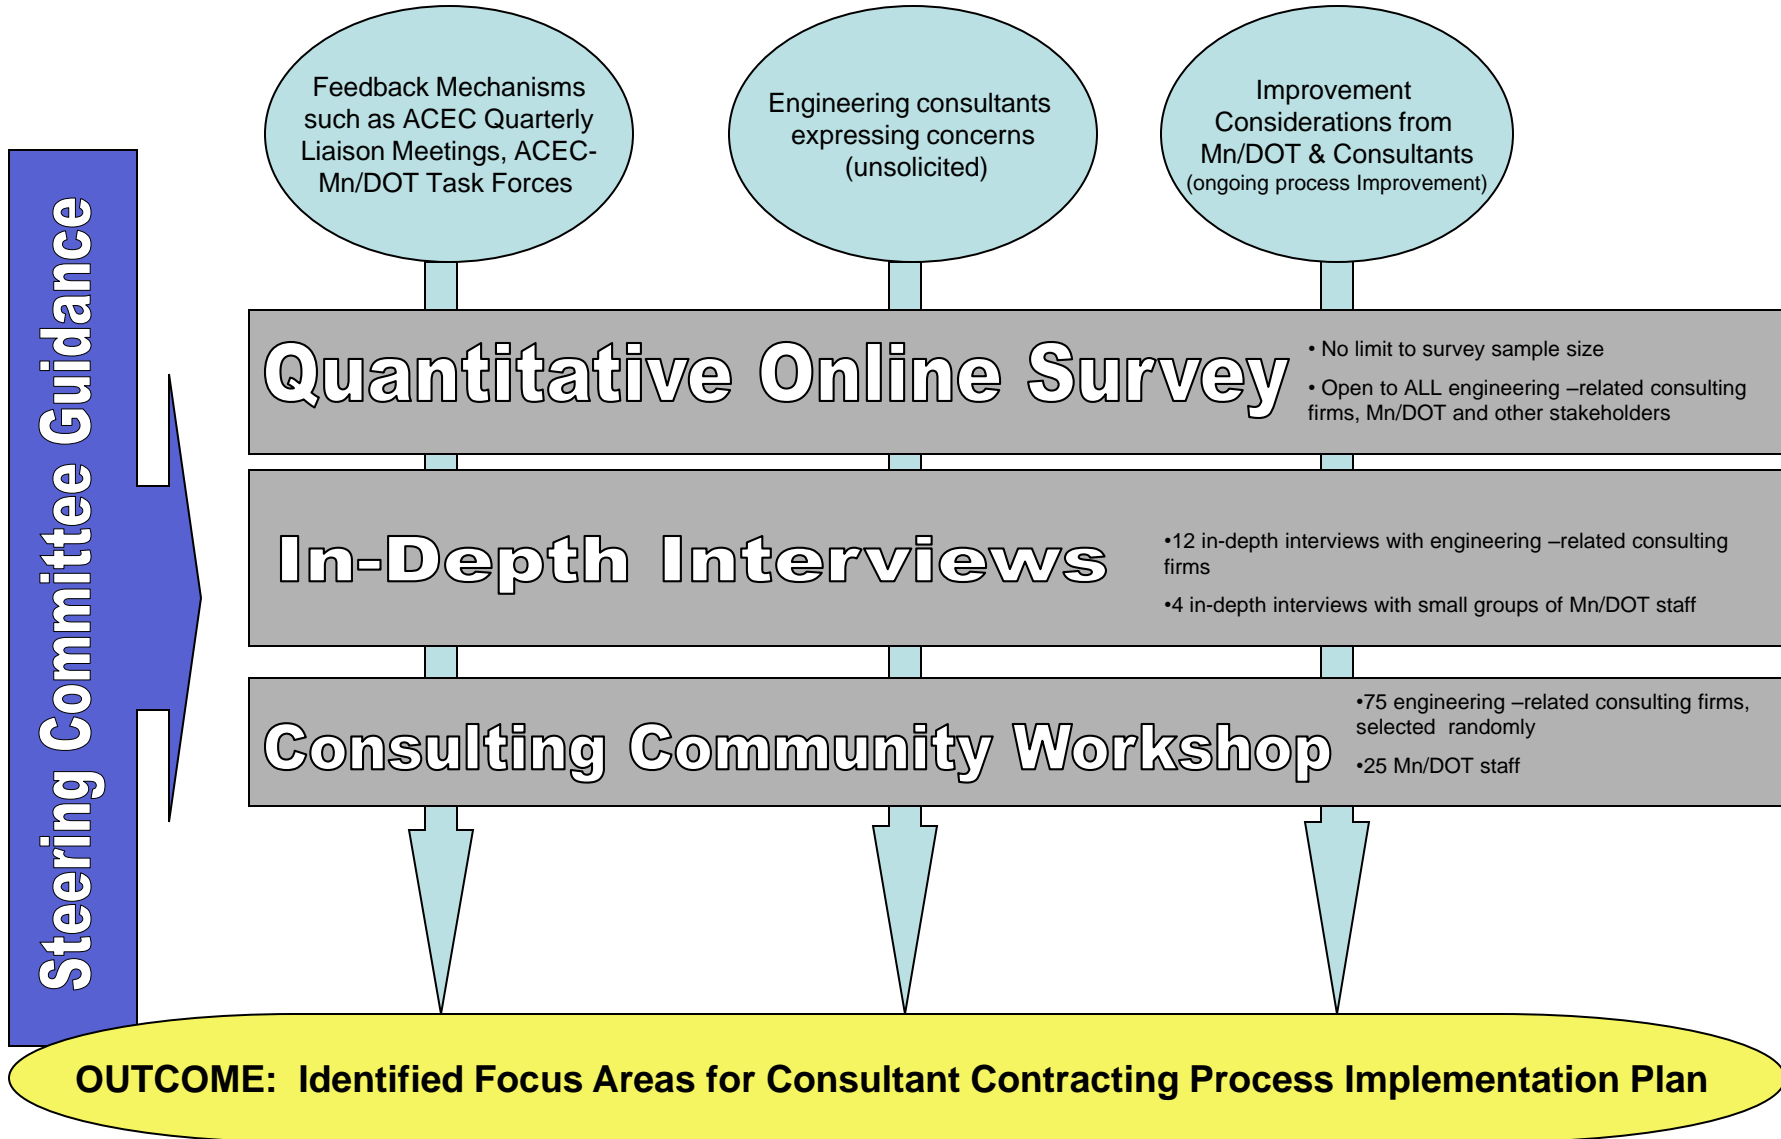 Feedback Mechanisms
such as ACEC Quarterly
Liaison Meetings, ACEC-
Mn/DOT Task Forces
Engineering consultants
expressing concerns
(unsolicited)
Improvement
Considerations from
Mn/DOT & Consultants
(ongoing process Improvement)
Steering Committee Guidance
Quantitative Online Survey
• No limit to survey sample size
• Open to ALL engineering –related consulting
firms, Mn/DOT and other stakeholders
In-Depth Interviews
•12 in-depth interviews with engineering –related consulting
firms
•4 in-depth interviews with small groups of Mn/DOT staff
Consulting Community Workshop
•75 engineering –related consulting firms,
selected randomly
•25 Mn/DOT staff
OUTCOME: Identified Focus Areas for Consultant Contracting Process Implementation Plan